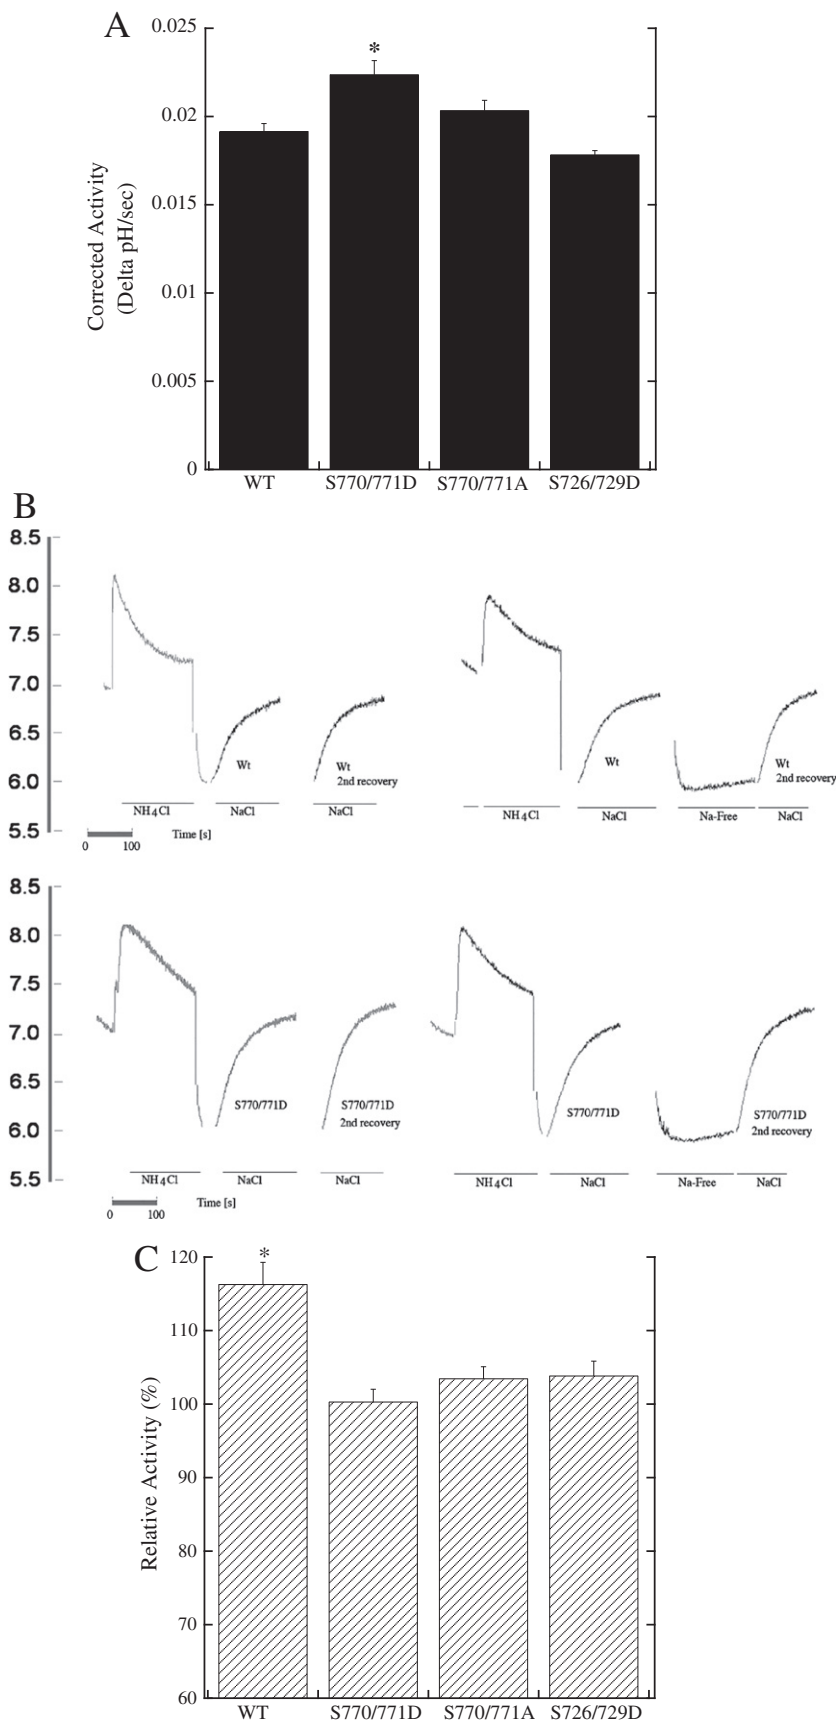 A
0.025
0.02
0.015
0.01
0.005
0
Corrected Activity
(Delta pH/sec)
*
WT S770/771D S770/771A S726/729D
B
8.5
8.0
7.5
7.0
6.5
6.0
5.5
Wt
Wt
2nd recovery
Wt
Wt
2nd recovery
NH4Cl NaCl NaCl NH4Cl NaCl Na-Free NaCl
0 100 Time [s]
8.5
8.0
7.5
7.0
6.5
6.0
5.5
S770/771D
S770/771D
2nd recovery
S770/771D
S770/771D
2nd recovery
NH4Cl NaCl NaCl NH4Cl NaCl Na-Free NaCl
0 100 Time [s]
C
120
110
100
90
80
70
60
Relative Activity (%)
*
WT S770/771D S770/771A S726/729D